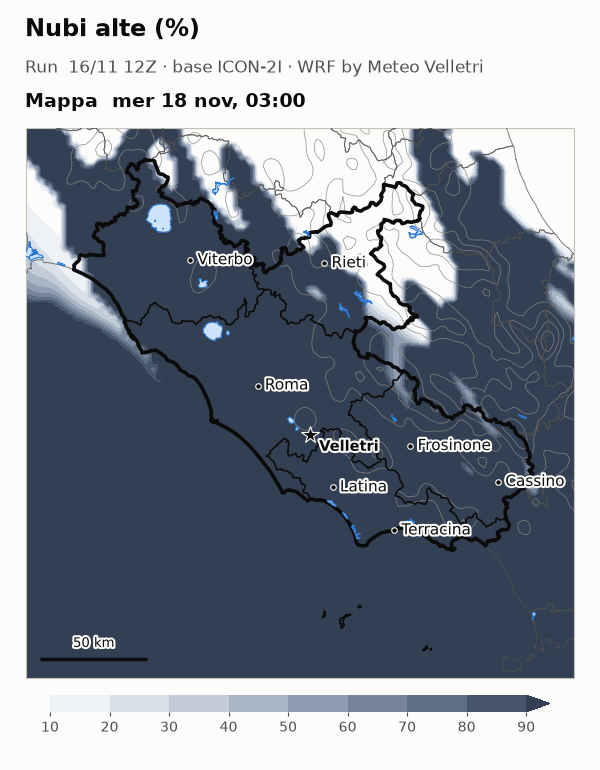 Nubi alte (%)
Run  16/11 12Z · base ICON-2I · WRF by Meteo Velletri
Mappa  mer 18 nov, 03:00
Viterbo
Rieti
Roma
Velletri
Frosinone
Cassino
Latina
Terracina
50 km
10 20 30 40 50 60 70 80 90